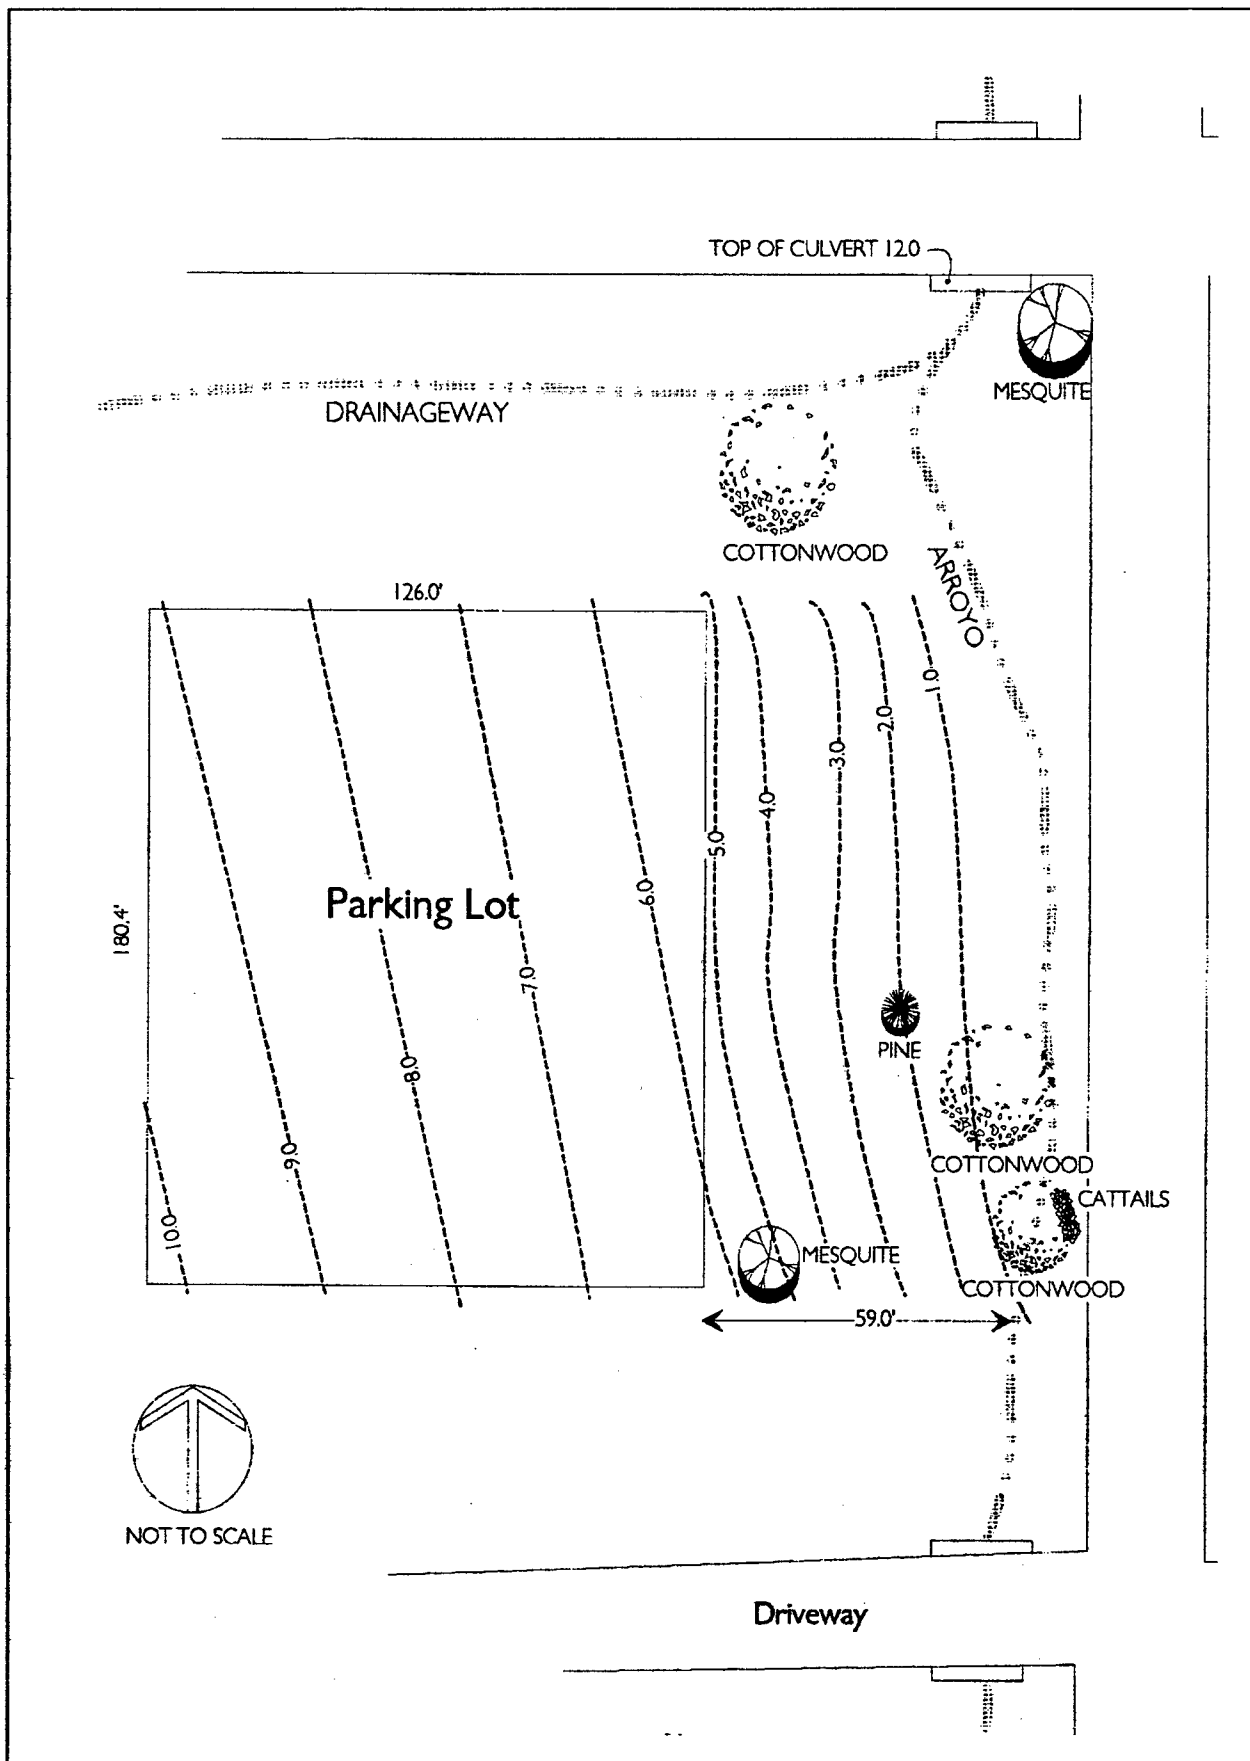 TOP OF CULVERT 12.0
MESQUITE
DRAINAGEWAY
COTTONWOOD
ARROYO
126.0'
1.0
2.0
3.0
4.0
5.0
6.0
Parking Lot
180.4'
7.0
8.0
9.0
10.0
PINE
COTTONWOOD
CATTAILS
MESQUITE
COTTONWOOD
59.0'
NOT TO SCALE
Driveway